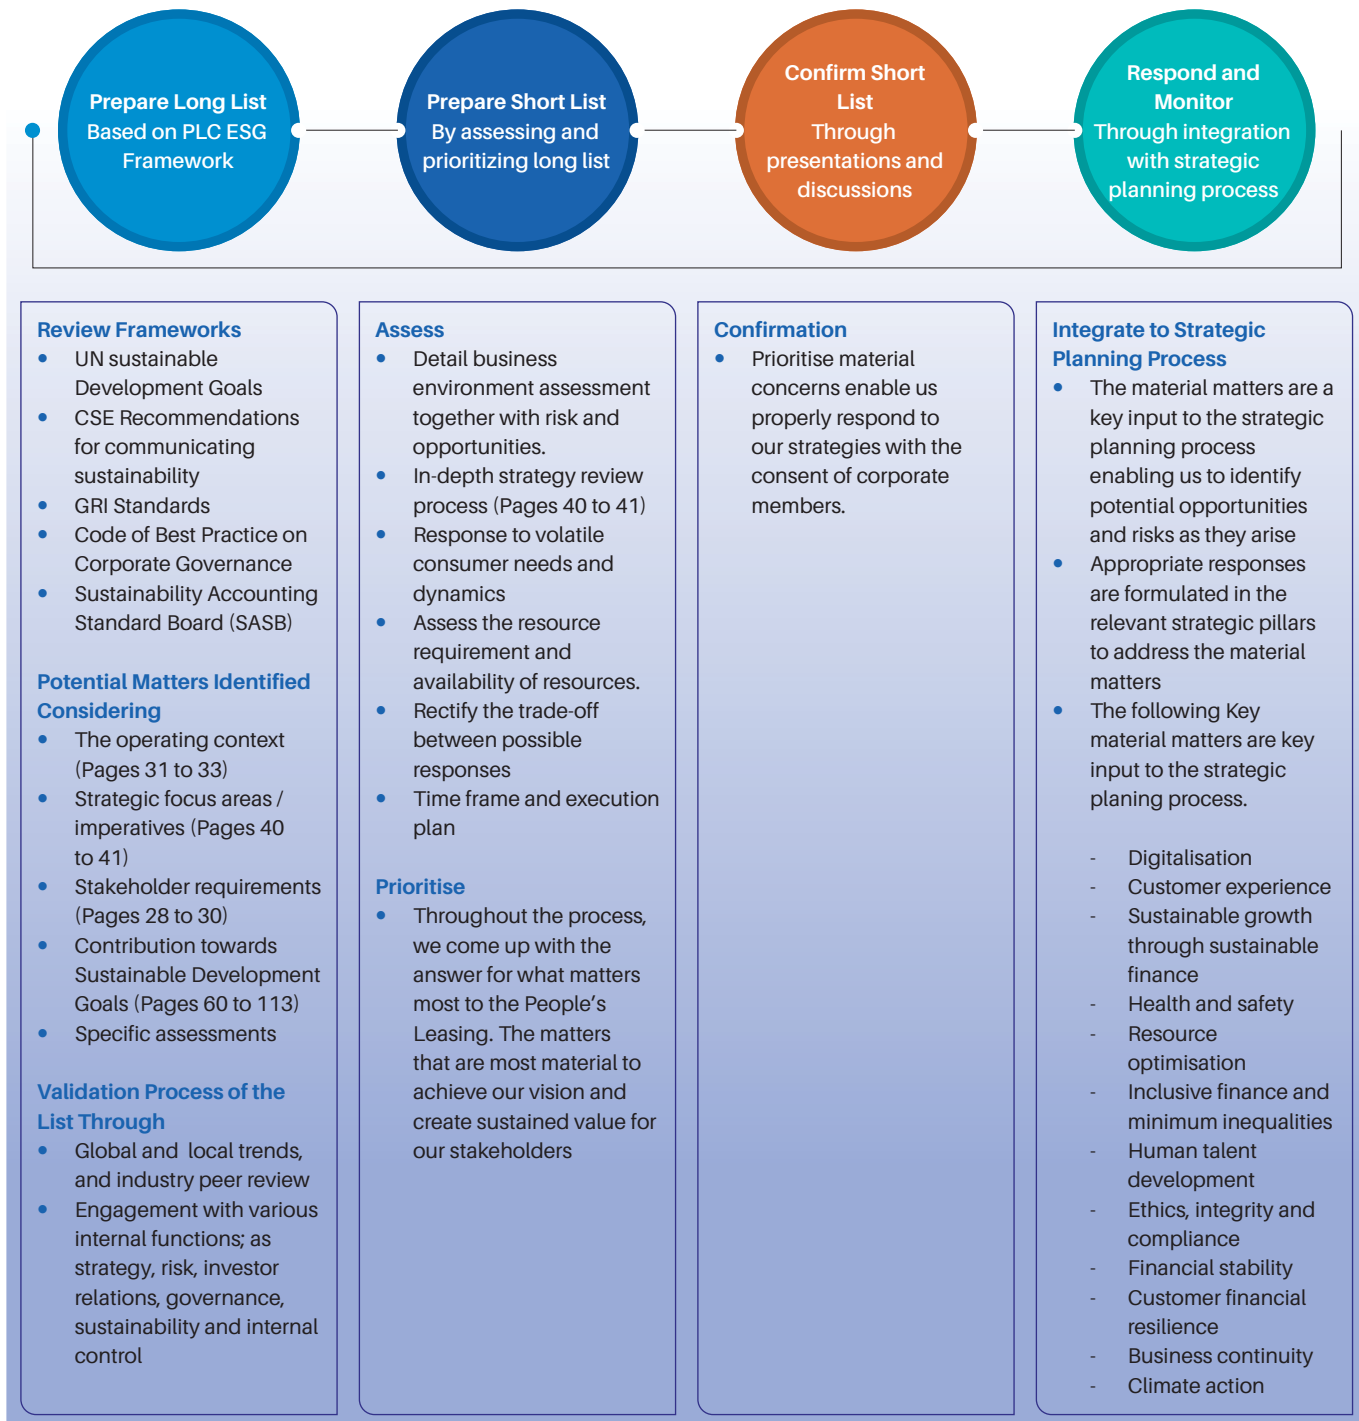 Prepare Long List
Based on PLC ESG
Framework
Prepare Short List
By assessing and
prioritizing long list
Confirm Short
List
Through
presentations and
discussions
Respond and
Monitor
Through integration
with strategic
planning process
Review Frameworks
• UN sustainable
Development Goals
• CSE Recommendations
for communicating
sustainability
• GRI Standards
• Code of Best Practice on
Corporate Governance
• Sustainability Accounting
Standard Board (SASB)
Potential Matters Identified
Considering
• The operating context
(Pages 31 to 33)
• Strategic focus areas /
imperatives (Pages 40
to 41)
• Stakeholder requirements
(Pages 28 to 30)
• Contribution towards
Sustainable Development
Goals (Pages 60 to 113)
• Specific assessments
Validation Process of the
List Through
• Global and local trends,
and industry peer review
• Engagement with various
internal functions; as
strategy, risk, investor
relations, governance,
sustainability and internal
control
Assess
• Detail business
environment assessment
together with risk and
opportunities.
• In-depth strategy review
process (Pages 40 to 41)
• Response to volatile
consumer needs and
dynamics
• Assess the resource
requirement and
availability of resources.
• Rectify the trade-off
between possible
responses
• Time frame and execution
plan
Prioritise
• Throughout the process,
we come up with the
answer for what matters
most to the People's
Leasing. The matters
that are most material to
achieve our vision and
create sustained value for
our stakeholders
Confirmation
• Prioritise material
concerns enable us
properly respond to
our strategies with the
consent of corporate
members.
Integrate to Strategic
Planning Process
• The material matters are a
key input to the strategic
planning process
enabling us to identify
potential opportunities
and risks as they arise
• Appropriate responses
are formulated in the
relevant strategic pillars
to address the material
matters
• The following Key
material matters are key
input to the strategic
planing process.
- Digitalisation
- Customer experience
- Sustainable growth
through sustainable
finance
- Health and safety
- Resource
optimisation
- Inclusive finance and
minimum inequalities
- Human talent
development
- Ethics, integrity and
compliance
- Financial stability
- Customer financial
resilience
- Business continuity
- Climate action